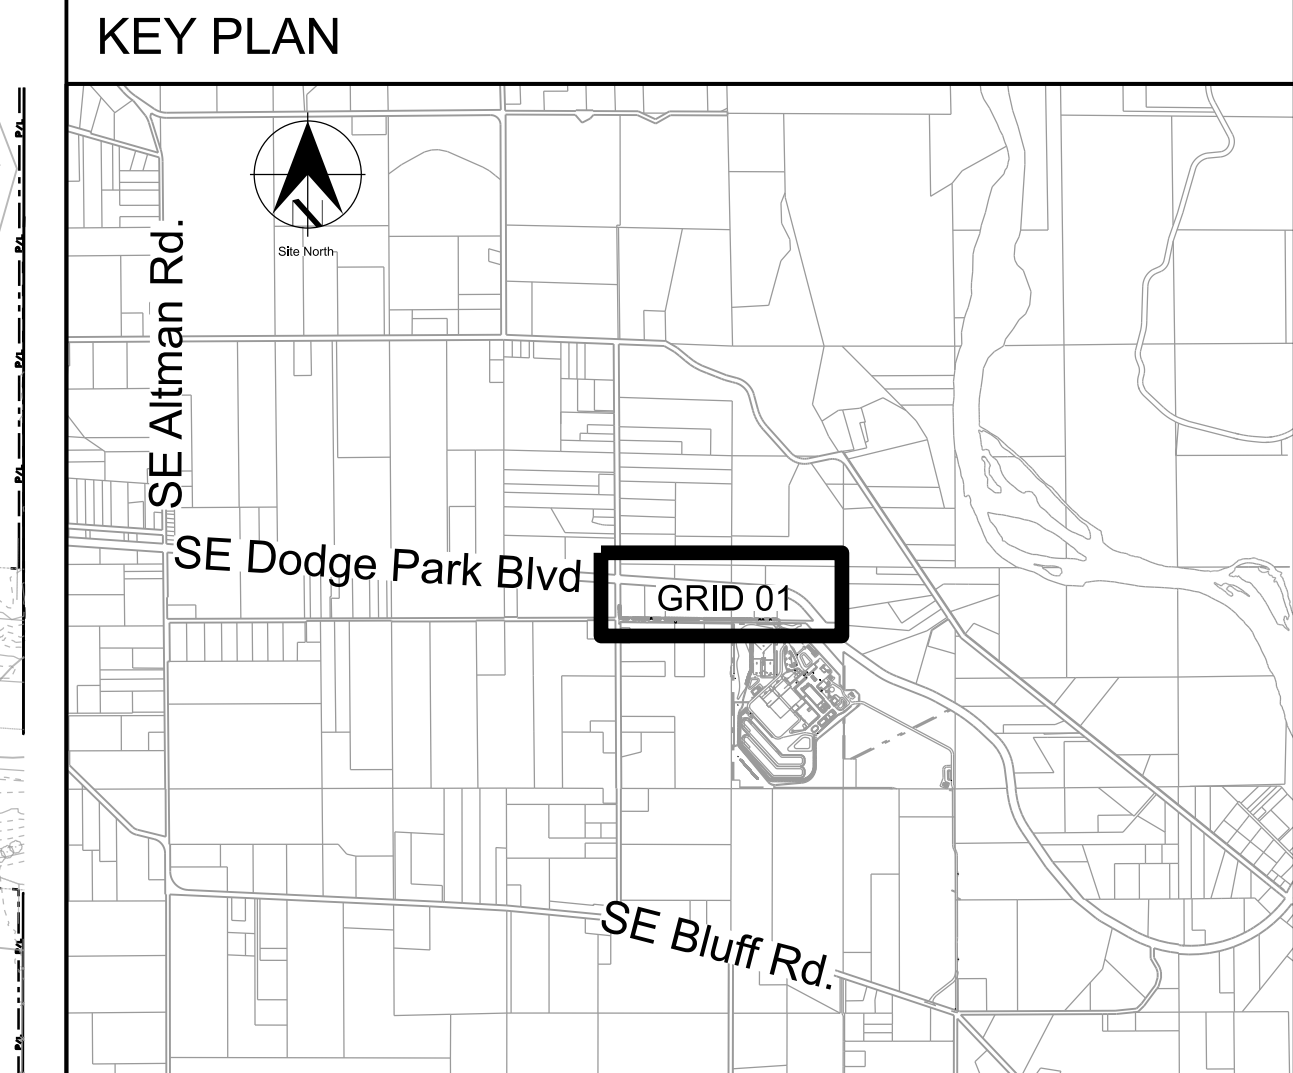 KEY PLAN
Site North
SE Altman Rd.
SE Dodge Park Blvd
GRID 01
SE Bluff Rd.